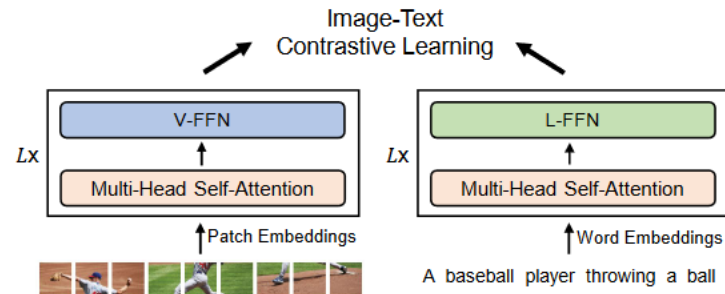 Image-Text
Contrastive Learning
V-FFN
L-FFN
Lx
Lx
Multi-Head Self-Attention
Multi-Head Self-Attention
Patch Embeddings
Word Embeddings
A baseball player throwing a ball